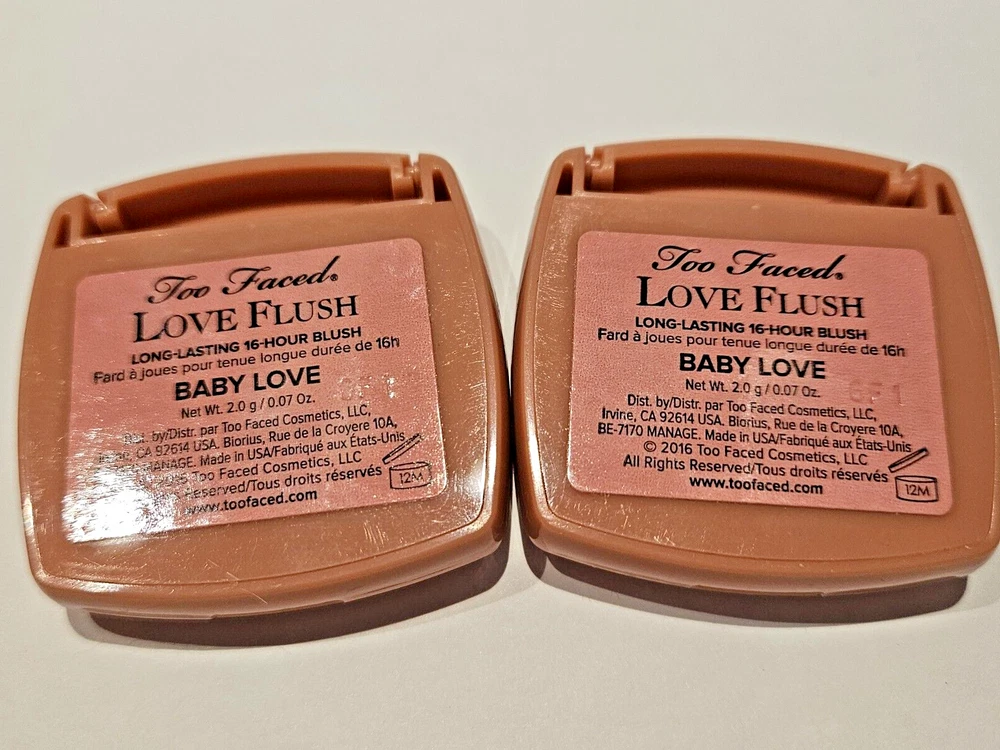 Too Faced®
LOVE FLUSH
LONG-LASTING 16-HOUR BLUSH
Fard à joues pour tenue longue durée de 16h
BABY LOVE
Net Wt. 2.0 g / 0.07 Oz.
Dist. by/Distr. par Too Faced Cosmetics, LLC,
CA 92614 USA. Biorius, Rue de la Croyere 10A,
MANAGE. Made in USA/Fabriqué aux États-Unis
Too Faced Cosmetics, LLC
Reserved/Tous droits réservés
www.toofaced.com
12M
Too Faced®
LOVE FLUSH
LONG-LASTING 16-HOUR BLUSH
Fard à joues pour tenue longue durée de 16h
BABY LOVE
Net Wt. 2.0 g / 0.07 Oz.
Dist. by/Distr. par Too Faced Cosmetics, LLC,
Irvine, CA 92614 USA. Biorius, Rue de la Croyere 10A,
BE-7170 MANAGE. Made in USA/Fabriqué aux États-Unis
© 2016 Too Faced Cosmetics, LLC
All Rights Reserved/Tous droits réservés
www.toofaced.com
12M